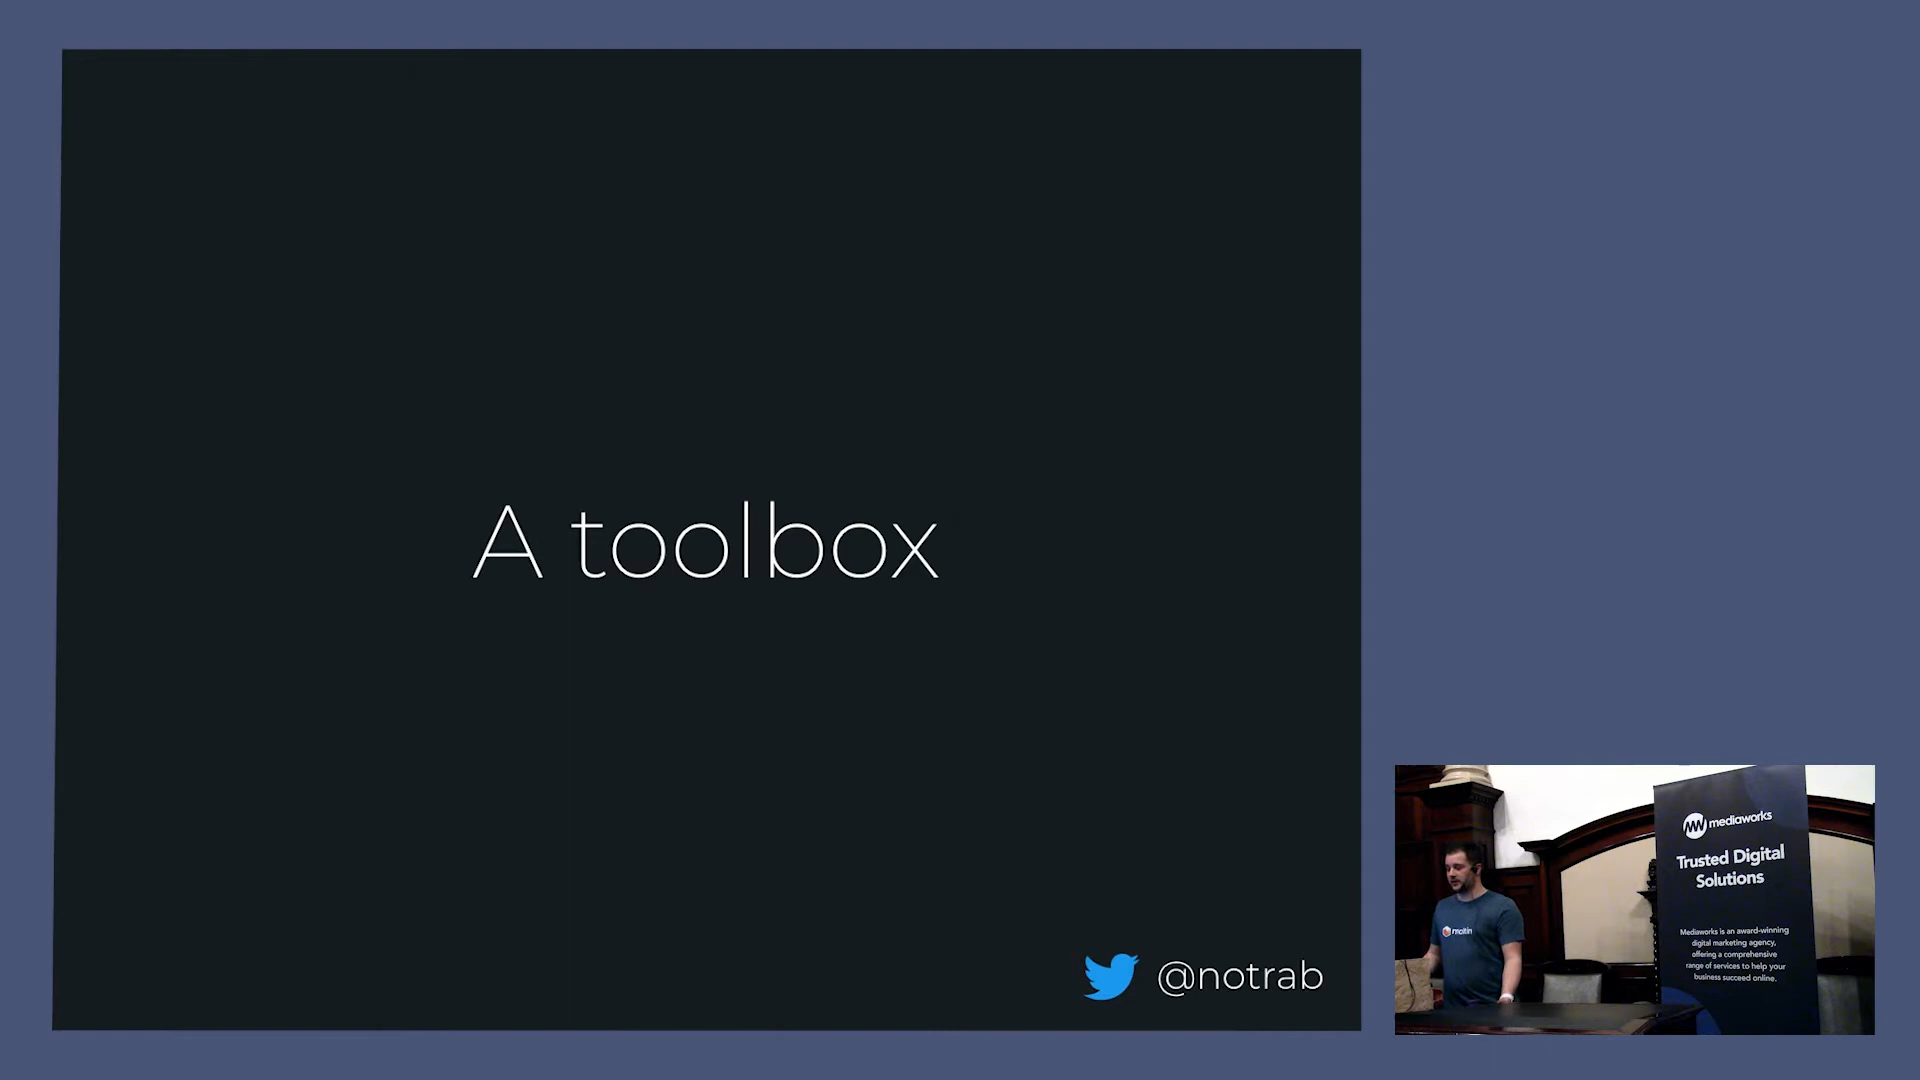 A toolbox
@notrab
mediaworks
Trusted Digital
Solutions
Mediaworks is an award-winning
digital marketing agency,
offering a comprehensive
range of services to help your
business succeed online.
moltin